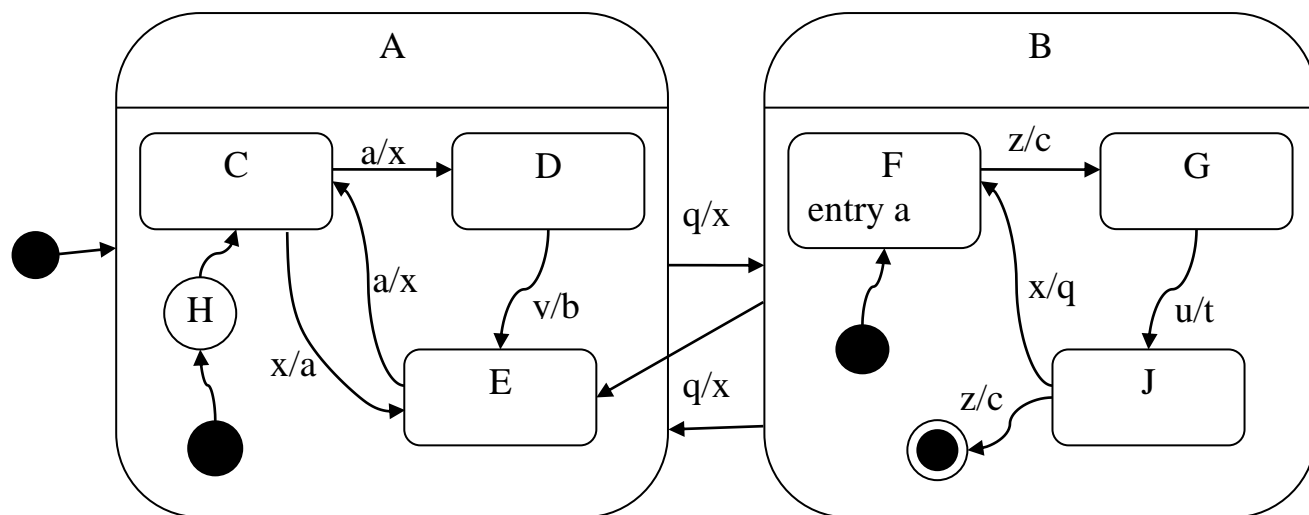 A
B
C
a/x
D
F
entry a
z/c
G
q/x
a/x
H
v/b
x/q
u/t
x/a
E
q/x
J
z/c